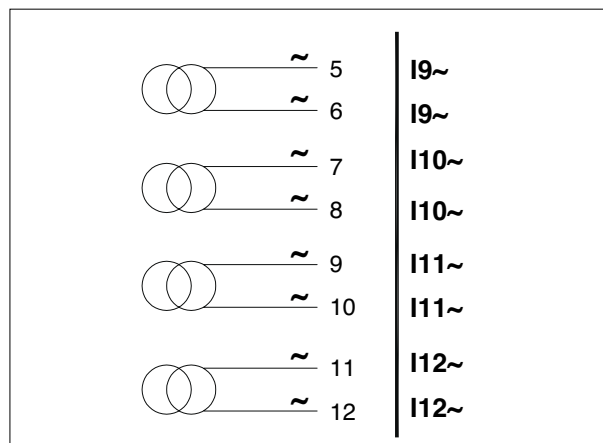 ~ 5 I9~
~ 6 I9~
~ 7 I10~
~ 8 I10~
~ 9 I11~
~ 10 I11~
~ 11 I12~
~ 12 I12~